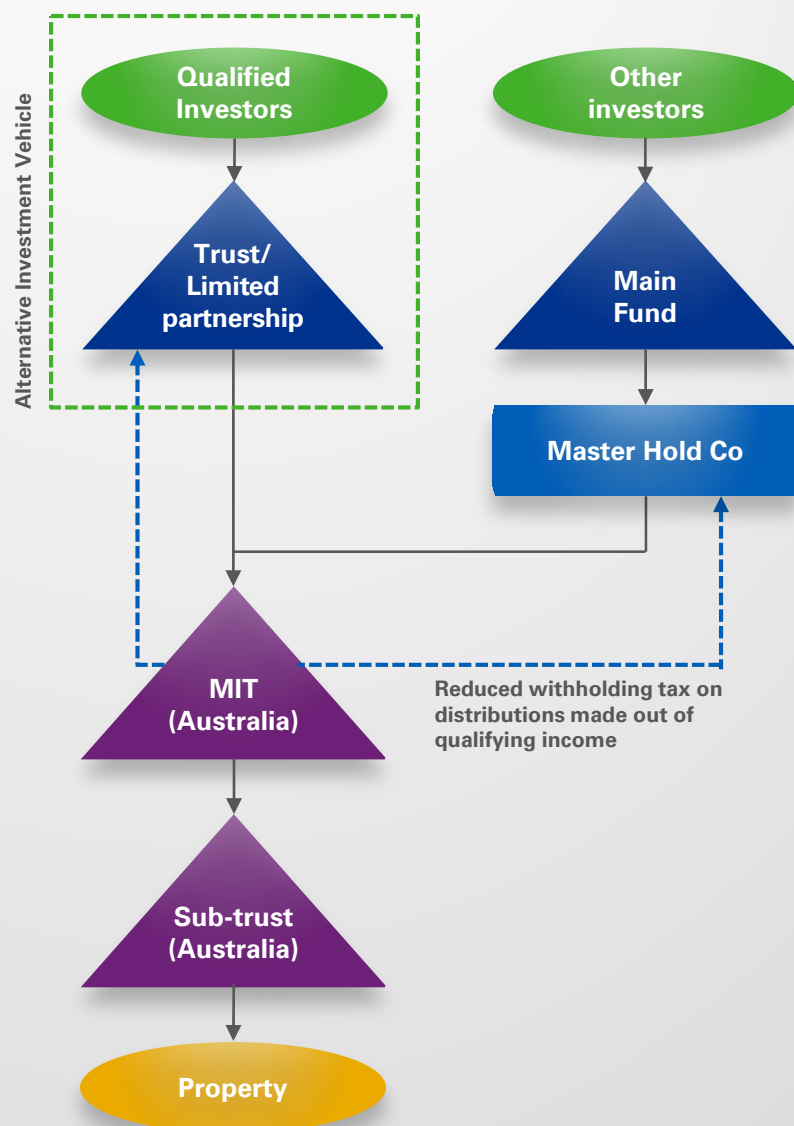 Alternative Investment Vehicle
Qualified
Investors
Other
investors
Trust/
Limited
partnership
Main
Fund
Master Hold Co
MIT
(Australia)
Reduced withholding tax on
distributions made out of
qualifying income
Sub-trust
(Australia)
Property